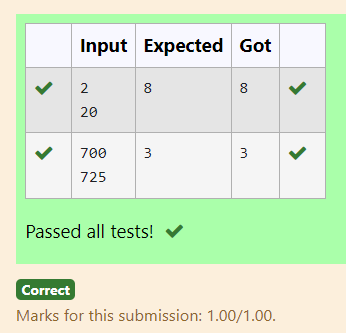 Input Expected Got
2 8 8
20
700 3 3
725
Passed all tests!
Correct
Marks for this submission: 1.00/1.00.